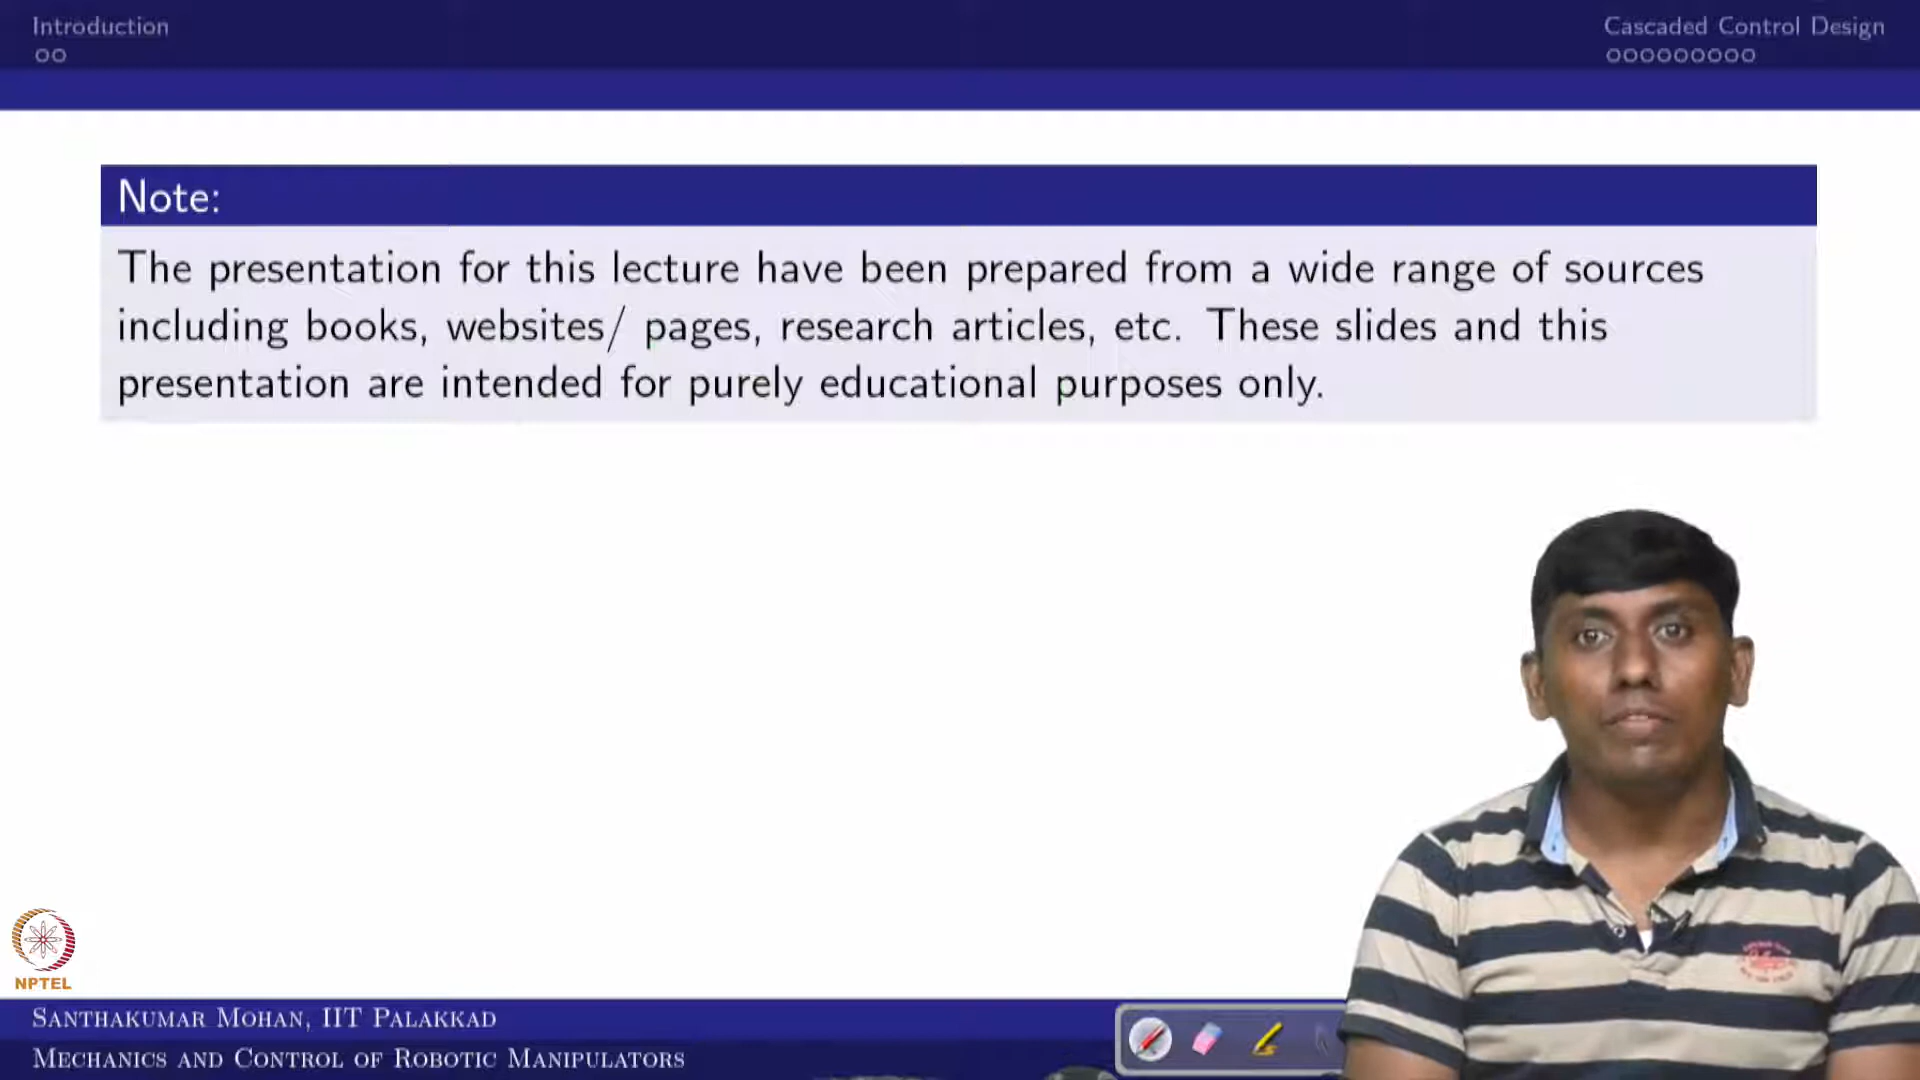 Introduction
Cascaded Control Design
Note:
The presentation for this lecture have been prepared from a wide range of sources
including books, websites/ pages, research articles, etc. These slides and this
presentation are intended for purely educational purposes only.
NPTEL
Santhakumar Mohan, IIT Palakkad
Mechanics and Control of Robotic Manipulators